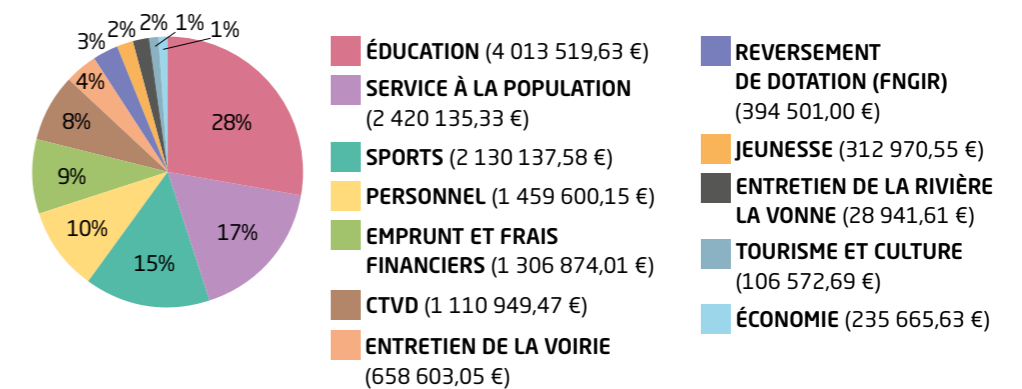 3%
2%
2%
1%
1%
4%
8%
9%
10%
15%
17%
28%
ÉDUCATION (4 013 519,63 €)
SERVICE À LA POPULATION
(2 420 135,33 €)
SPORTS (2 130 137,58 €)
PERSONNEL (1 459 600,15 €)
EMPRUNT ET FRAIS
FINANCIERS (1 306 874,01 €)
CTVD (1 110 949,47 €)
ENTRETIEN DE LA VOIRIE
(658 603,05 €)
REVERSEMENT
DE DOTATION (FNGIR)
(394 501,00 €)
JEUNESSE (312 970,55 €)
ENTRETIEN DE LA RIVIÈRE
LA VONNE (28 941,61 €)
TOURISME ET CULTURE
(106 572,69 €)
ÉCONOMIE (235 665,63 €)